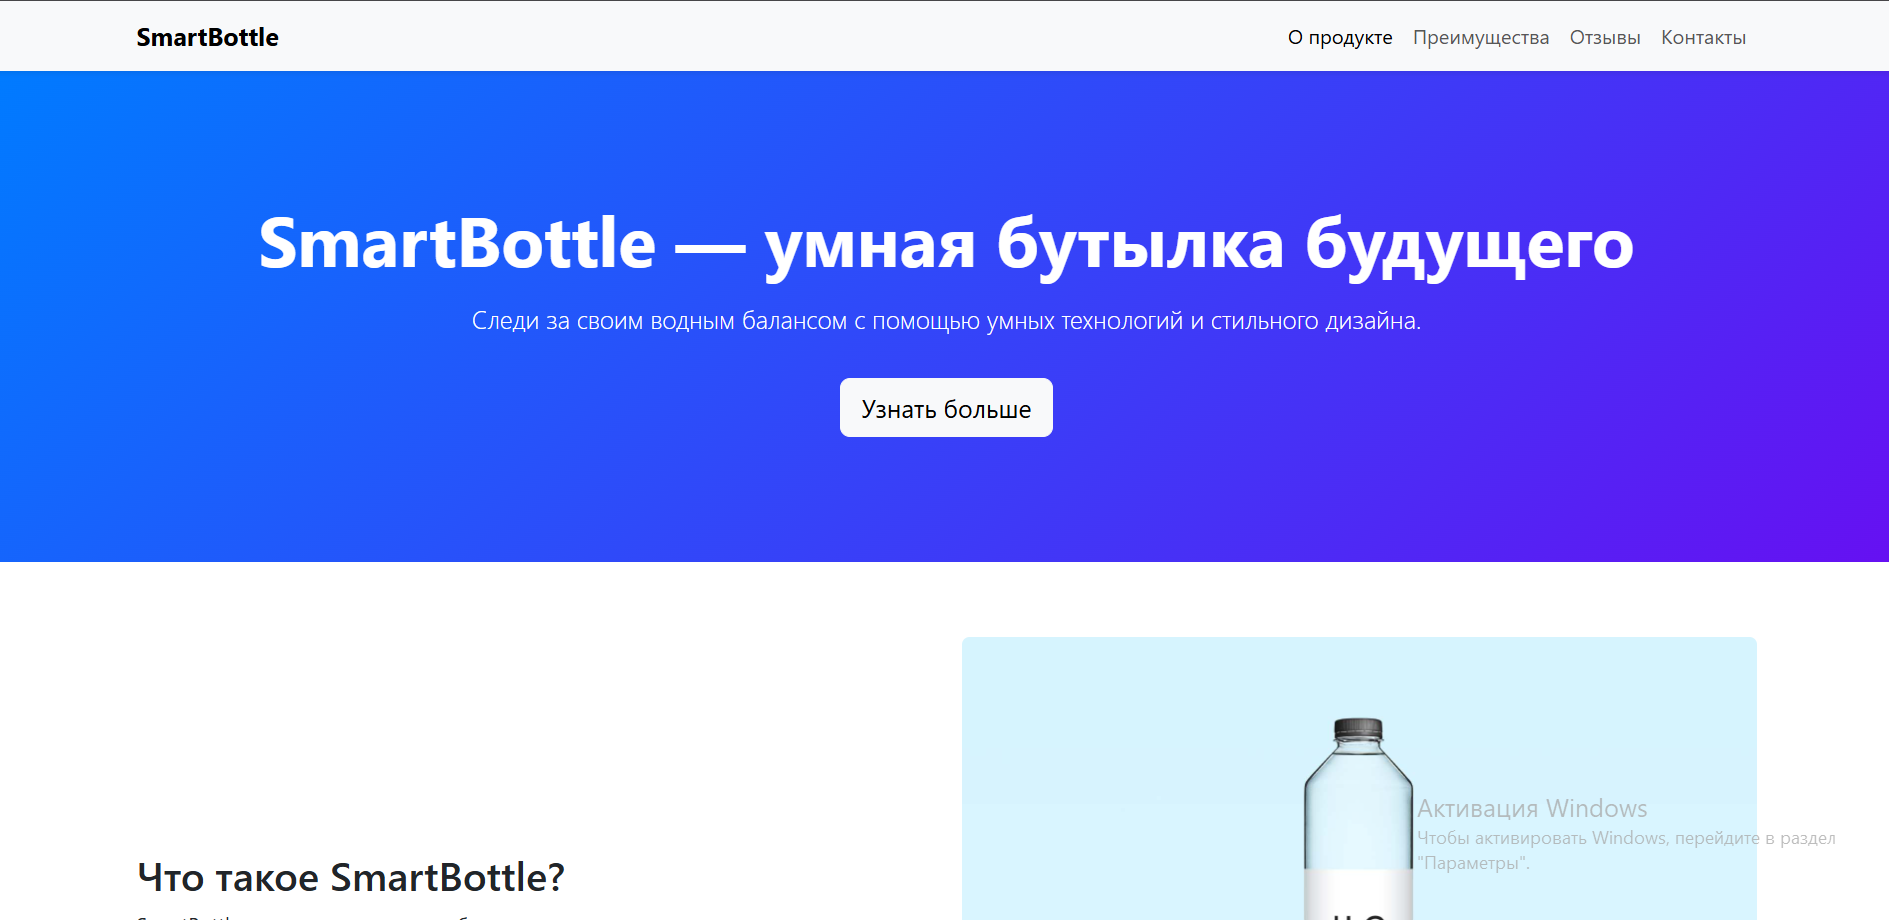 SmartBottle
О продукте Преимущества Отзывы Контакты
SmartBottle — умная бутылка будущего
Следи за своим водным балансом с помощью умных технологий и стильного дизайна.
Узнать больше
Активация Windows
Чтобы активировать Windows, перейдите в раздел
"Параметры".
Что такое SmartBottle?